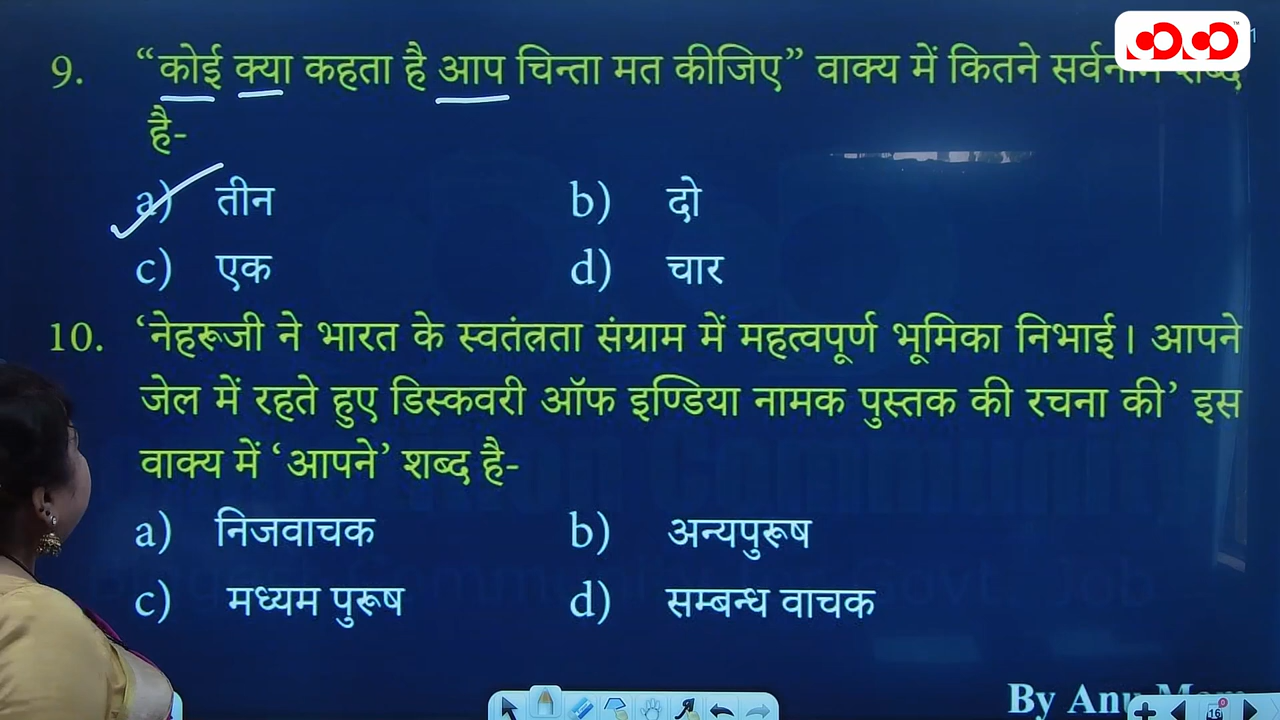 9. “कोई क्या कहता है आप चिन्ता मत कीजिए” वाक्य में कितने सर्वनाम शब्द
है-
a) तीन b) दो
c) एक d) चार
10. ‘नेहरूजी ने भारत के स्वतंत्रता संग्राम में महत्वपूर्ण भूमिका निभाई। आपने
जेल में रहते हुए डिस्कवरी ऑफ इण्डिया नामक पुस्तक की रचना की’ इस
वाक्य में ‘आपने’ शब्द है-
a) निजवाचक b) अन्यपुरूष
c) मध्यम पुरूष d) सम्बन्ध वाचक
By Anu Mam
16